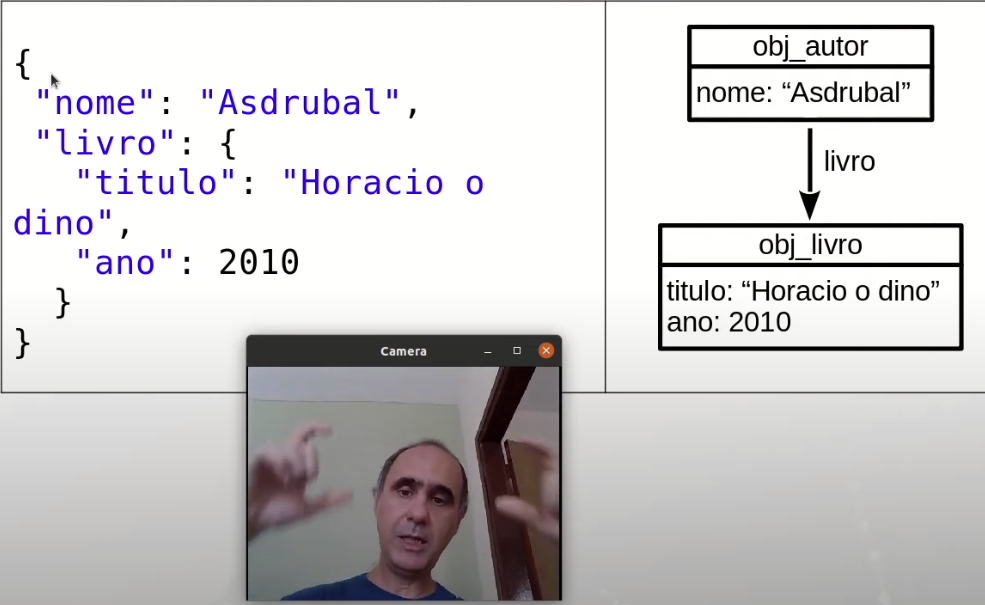 {
"nome": "Asdrubal",
"livro": {
"titulo": "Horacio o
dino",
"ano": 2010
}
}
obj_autor
nome: “Asdrubal”
livro
obj_livro
titulo: “Horacio o dino”
ano: 2010
Camera